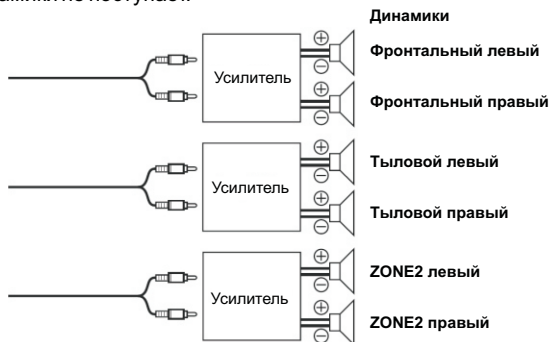 Динамики
Фронтальный левый
Усилитель
Фронтальный правый
Тыловой левый
Усилитель
Тыловой правый
ZONE2 левый
Усилитель
ZONE2 правый